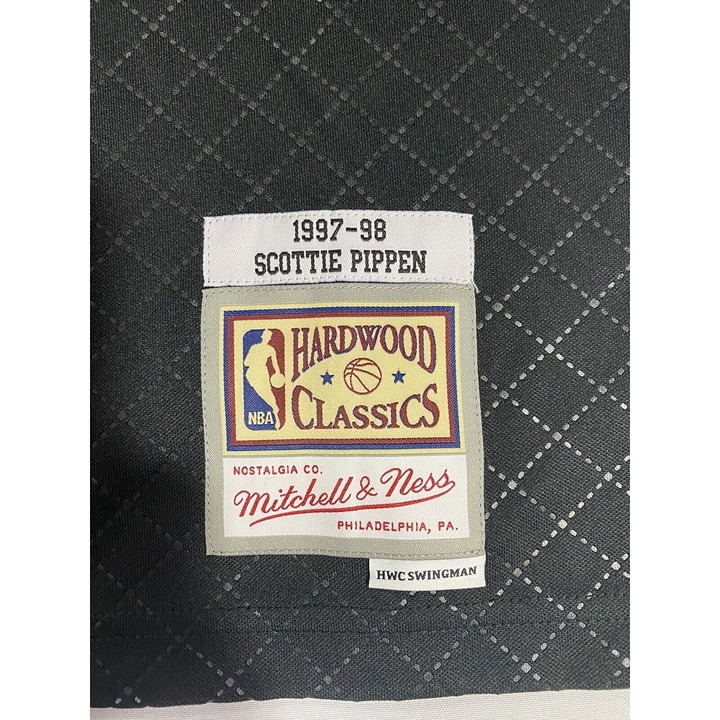 1997-98
SCOTTIE PIPPEN
HARDWOOD
CLASSICS
NBA
NOSTALGIA CO.
Mitchell & Ness
PHILADELPHIA, PA.
HWC SWINGMAN